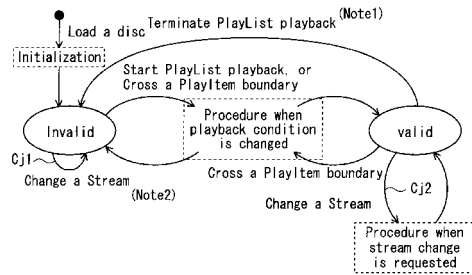 (Note1)
Terminate PlayList playback
Load a disc
Initialization
Start PlayList playback, or
Cross a PlayItem boundary
Invalid
Procedure when
playback condition
is changed
valid
Cj1
Change a Stream
(Note2)
Cross a PlayItem boundary
Cj2
Change a Stream
Procedure when
stream change
is requested